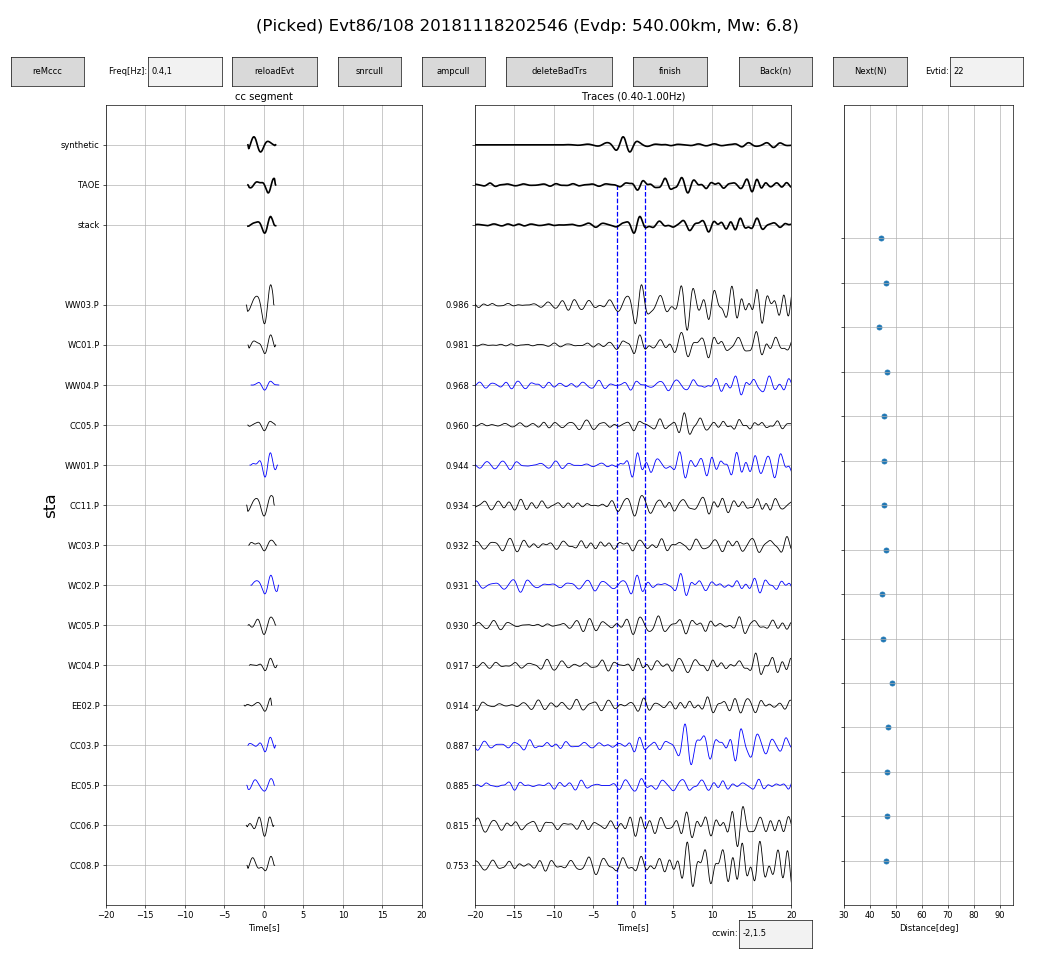 (Picked) Evt86/108 20181118202546 (Evdp: 540.00km, Mw: 6.8)
reMccc Freq[Hz]: 0.4,1 reloadEvt snrcull ampcull deleteBadTrs finish Back(n) Next(N) Evtid: 22
cc segment Traces (0.40-1.00Hz)
synthetic
TAOE
stack
WW03.P 0.986
WC01.P 0.981
WW04.P 0.968
CC05.P 0.960
WW01.P 0.944
sta
CC11.P 0.934
WC03.P 0.932
WC02.P 0.931
WC05.P 0.930
WC04.P 0.917
EE02.P 0.914
CC03.P 0.887
EC05.P 0.885
CC06.P 0.815
CC08.P 0.753
−20 −15 −10 −5 0 5 10 15 20 −20 −15 −10 −5 0 5 10 15 20 30 40 50 60 70 80 90
Time[s] Time[s] Distance[deg]
ccwin: -2,1.5